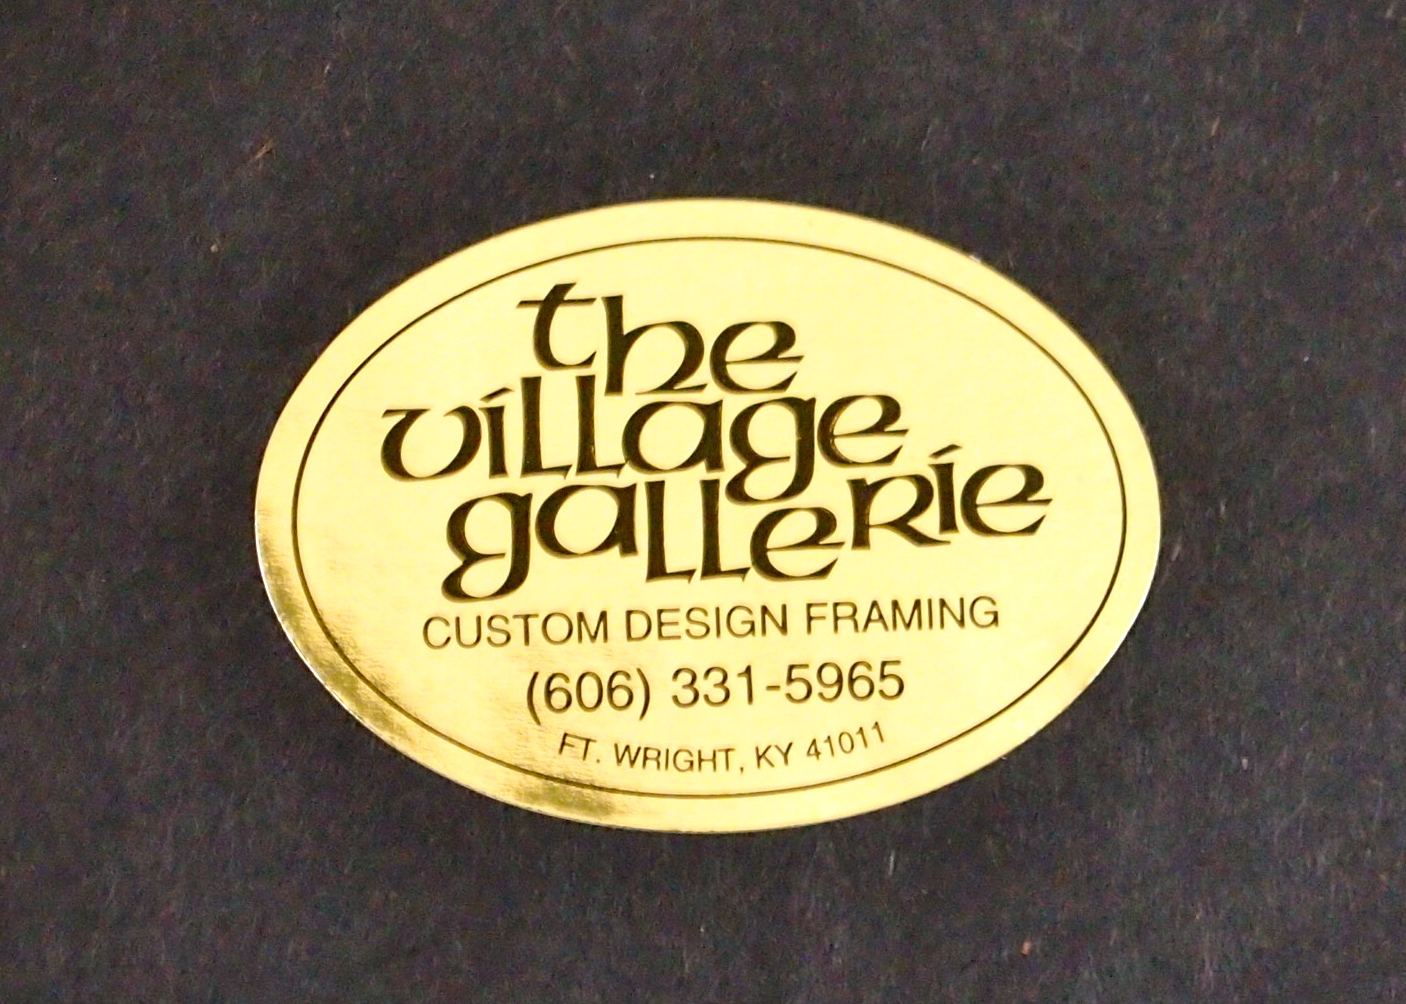 the
village
gallerie
CUSTOM DESIGN FRAMING
(606) 331-5965
FT. WRIGHT, KY 41011